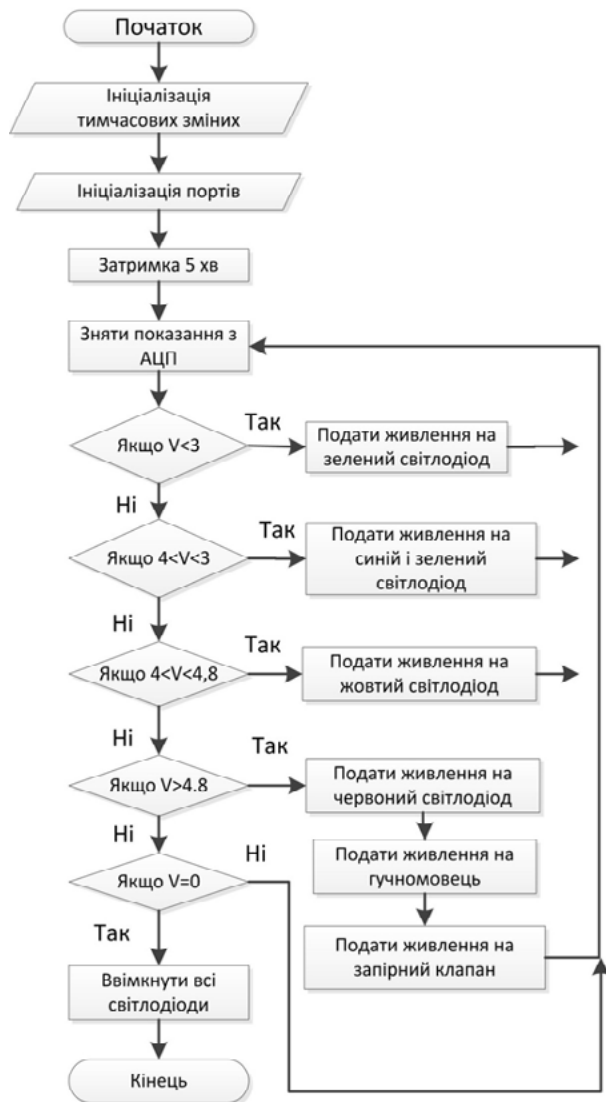 Початок
Ініціалізація
тимчасових зміних
Ініціалізація портів
Затримка 5 хв
Зняти показання з
АЦП
Якщо V<3
Так
Подати живлення на
зелений світлодіод
Ні
Якщо 4<V<3
Так
Подати живлення на
синій і зелений
світлодіод
Ні
Якщо 4<V<4,8
Так
Подати живлення на
жовтий світлодіод
Ні
Якщо V>4.8
Так
Подати живлення на
червоний світлодіод
Ні
Подати живлення на
гучномовець
Якщо V=0
Ні
Подати живлення на
запірний клапан
Так
Ввімкнути всі
світлодіоди
Кінець